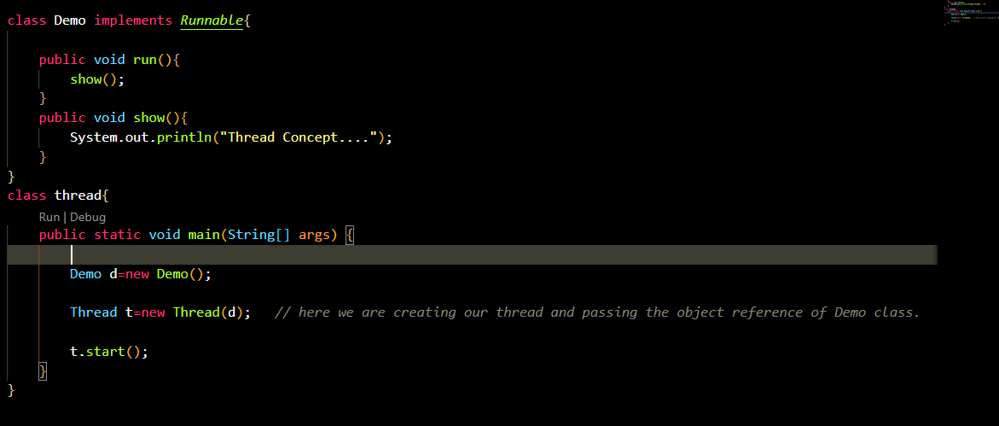 class Demo implements Runnable{
public void run(){
show();
}
public void show(){
System.out.println("Thread Concept....");
}
}
class thread{
Run | Debug
public static void main(String[] args) {
Demo d=new Demo();
Thread t=new Thread(d);   // here we are creating our thread and passing the object reference of Demo class.
t.start();
}
}